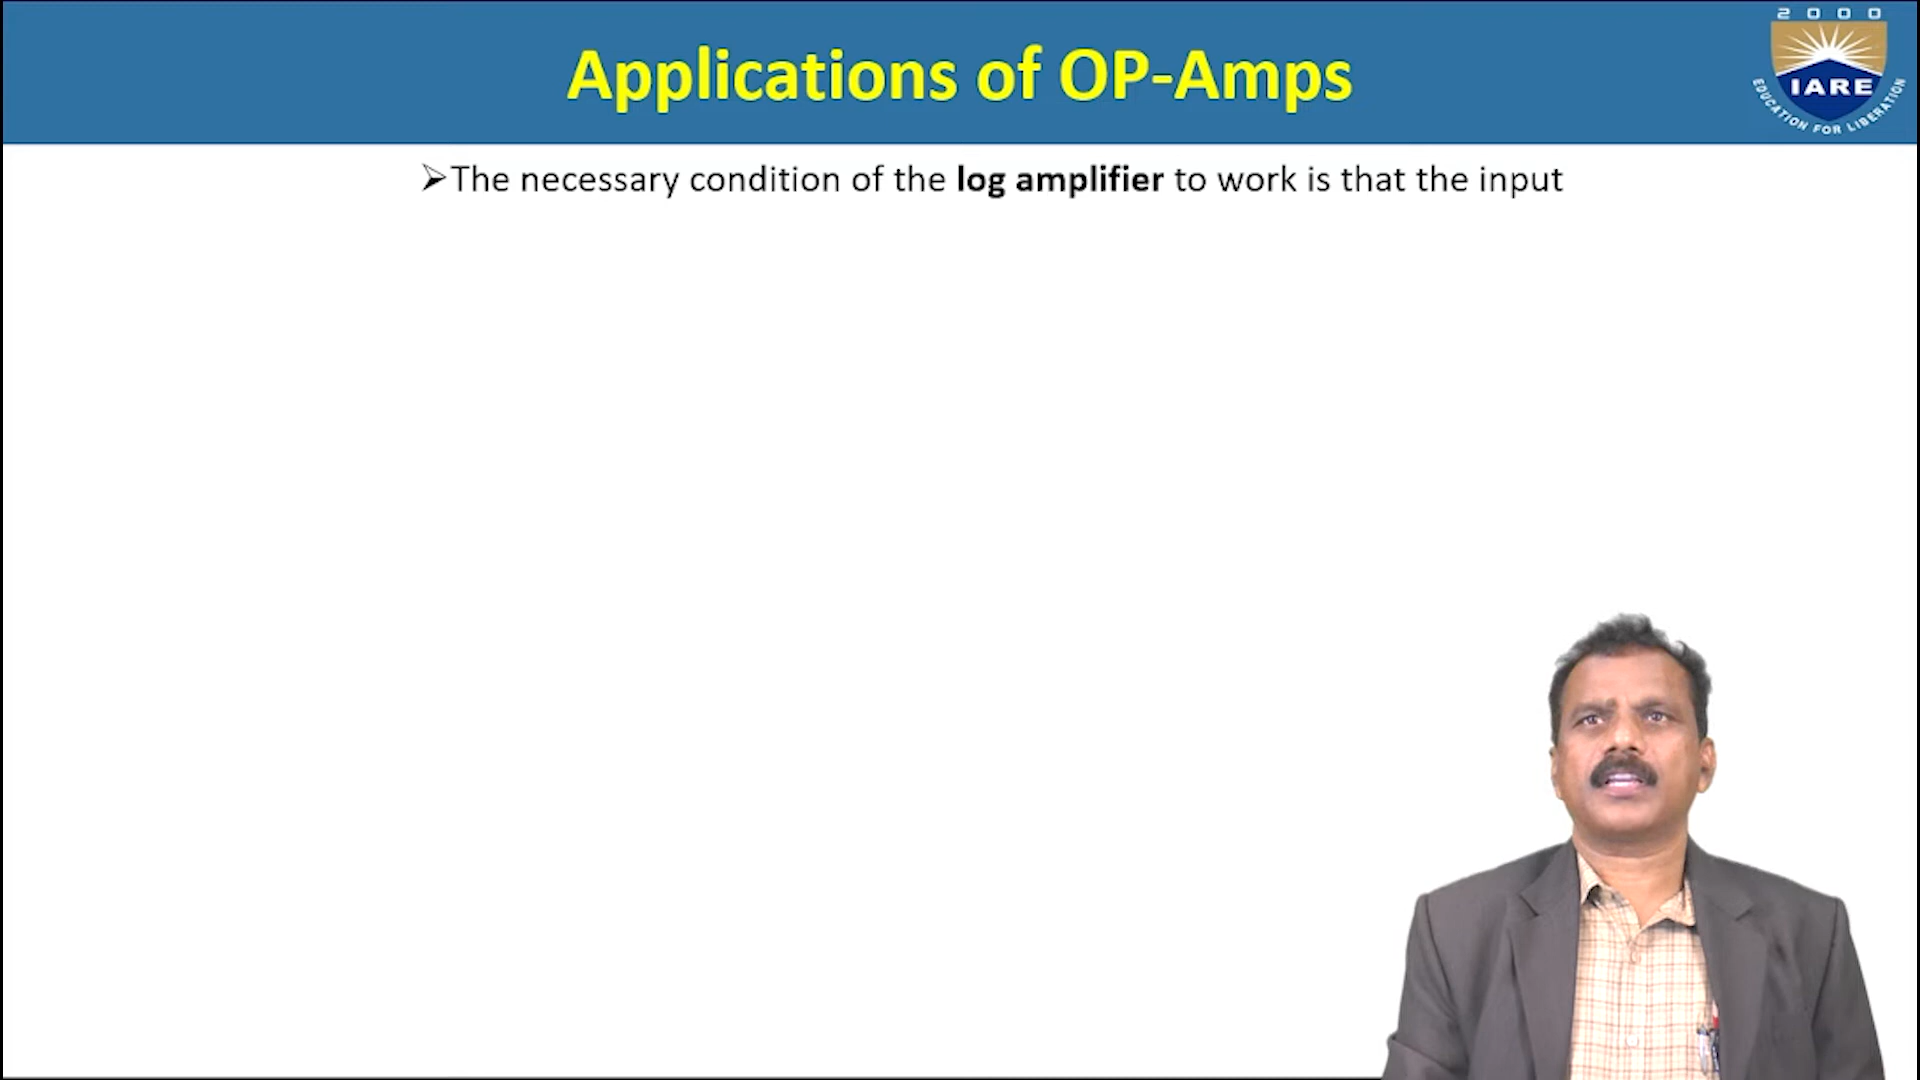 2000
Applications of OP-Amps
IARE
EDUCATION FOR LIBERATION
➢The necessary condition of the log amplifier to work is that the input